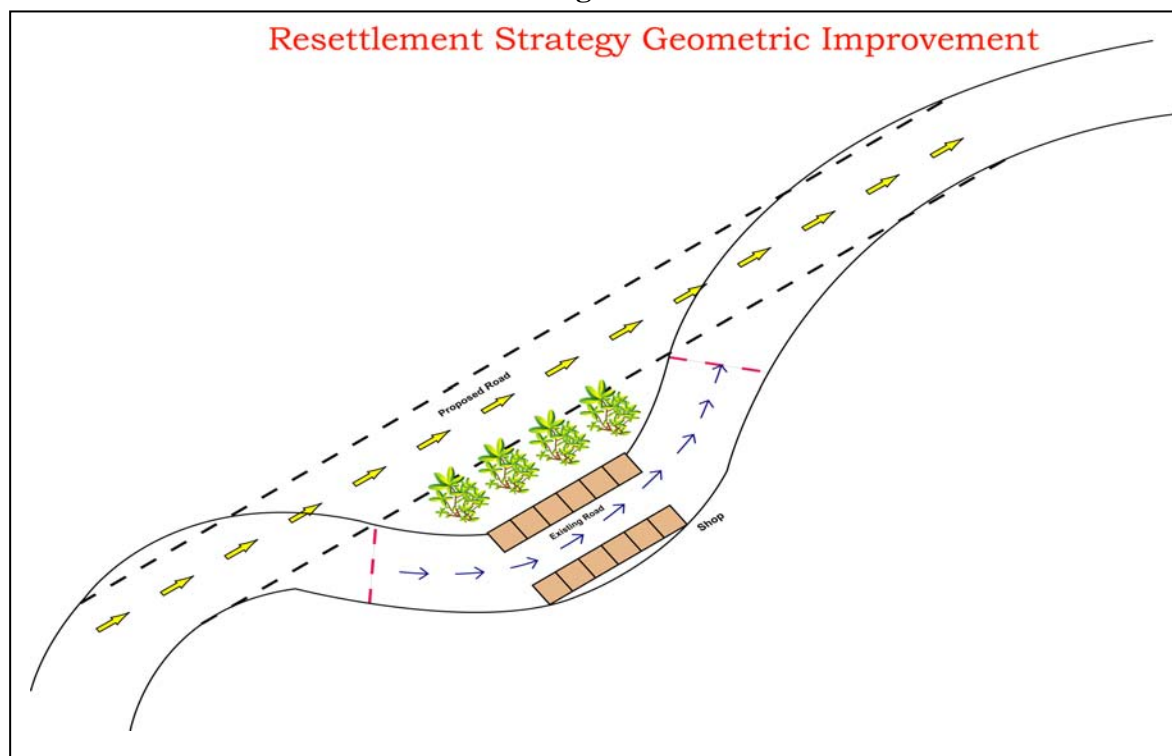 Resettlement Strategy Geometric Improvement
Proposed Road
Existing Road
Shop